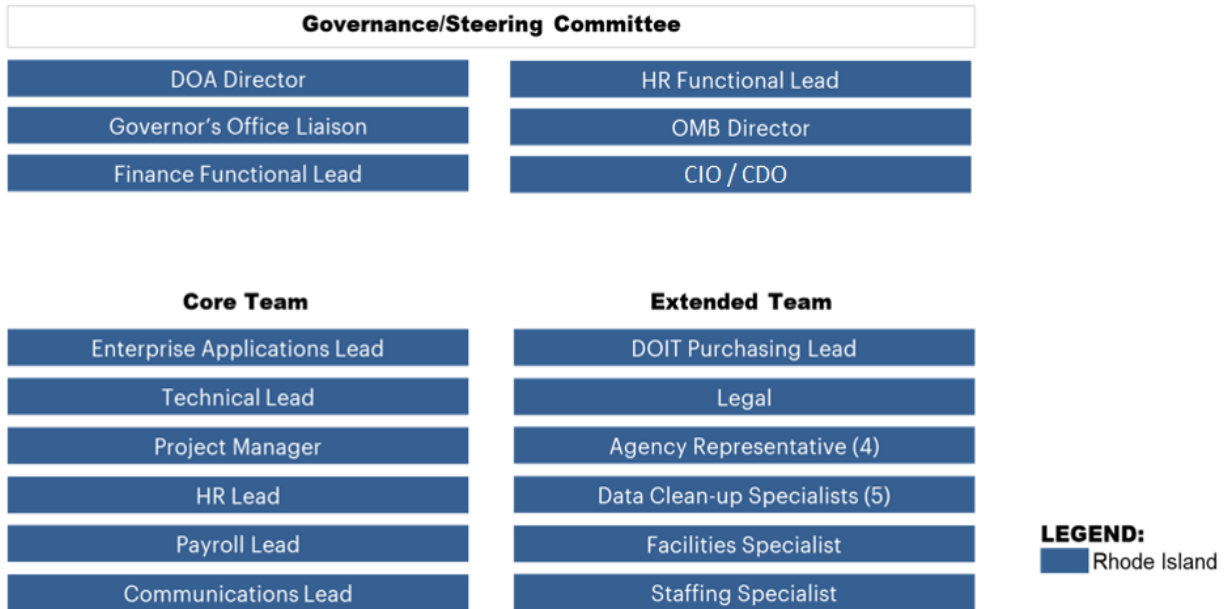 Governance/Steering Committee
DOA Director
HR Functional Lead
Governor's Office Liaison
OMB Director
Finance Functional Lead
CIO / CDO
Core Team
Extended Team
Enterprise Applications Lead
DOIT Purchasing Lead
Technical Lead
Legal
Project Manager
Agency Representative (4)
HR Lead
Data Clean-up Specialists (5)
Payroll Lead
Facilities Specialist
Communications Lead
Staffing Specialist
LEGEND:
Rhode Island